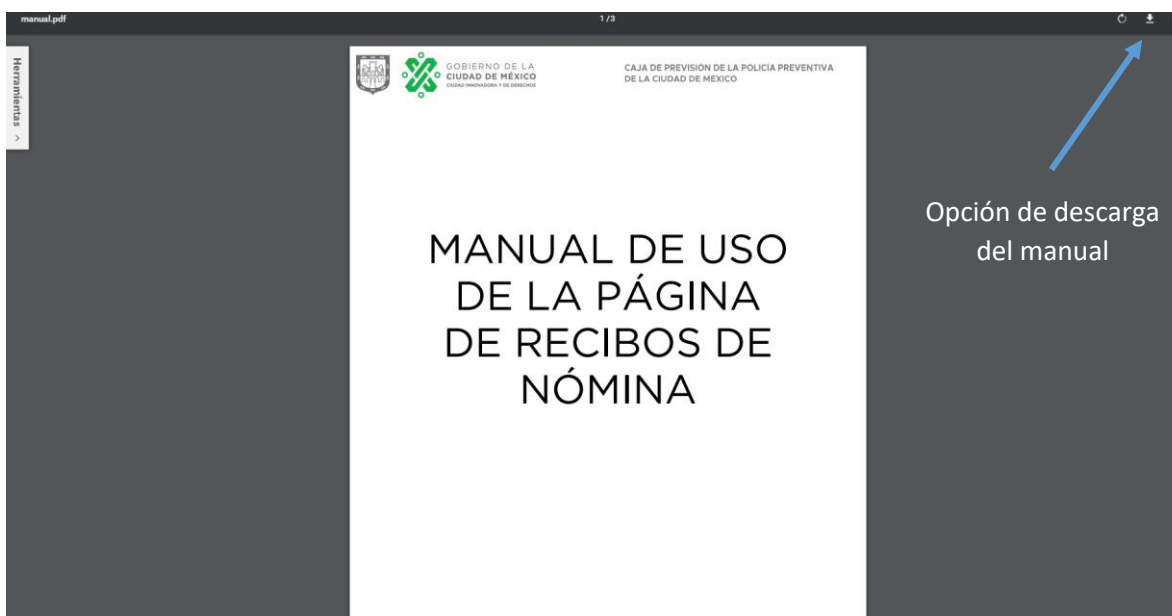 manual.pdf
1 / 3
Herramientas
GOBIERNO DE LA
CIUDAD DE MÉXICO
CIUDAD INNOVADORA Y DE DERECHOS
CAJA DE PREVISIÓN DE LA POLICIA PREVENTIVA
DE LA CIUDAD DE MEXICO
Opción de descarga
del manual
MANUAL DE USO
DE LA PÁGINA
DE RECIBOS DE
NÓMINA